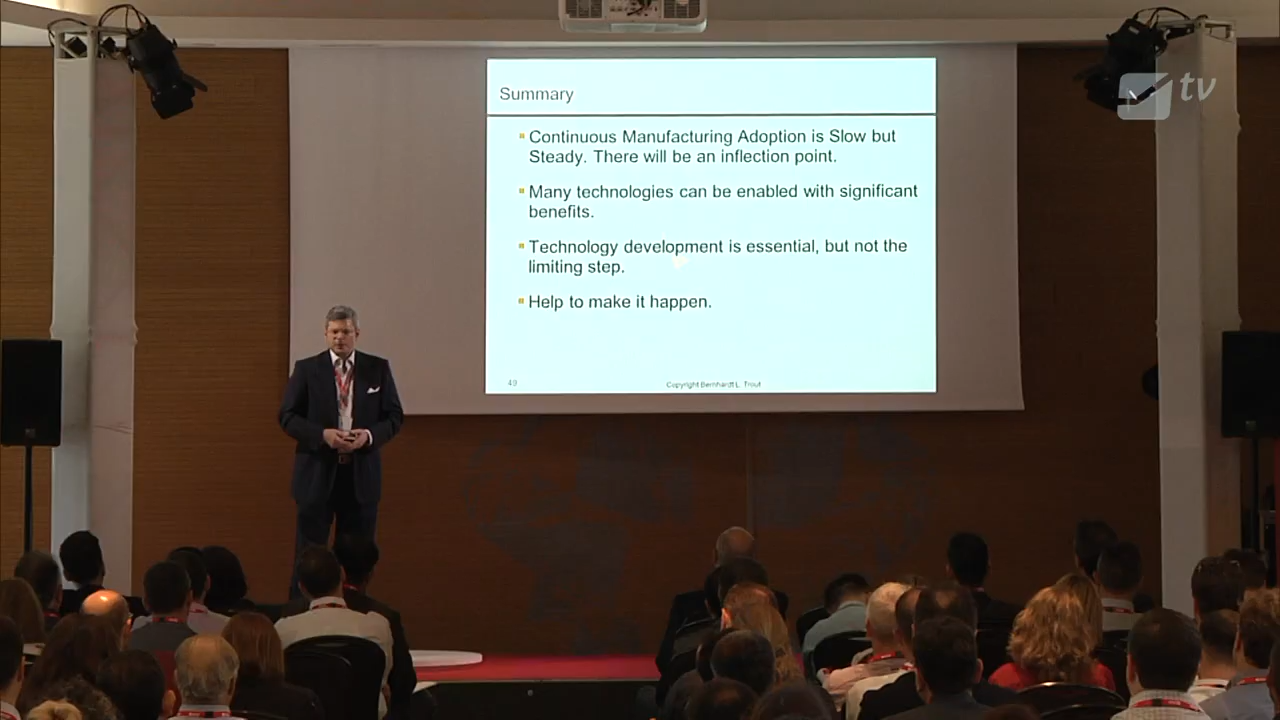 tv
Summary
Continuous Manufacturing Adoption is Slow but
Steady. There will be an inflection point.
Many technologies can be enabled with significant
benefits.
Technology development is essential, but not the
limiting step.
Help to make it happen.
49
Copyright Bernhardt L. Trout